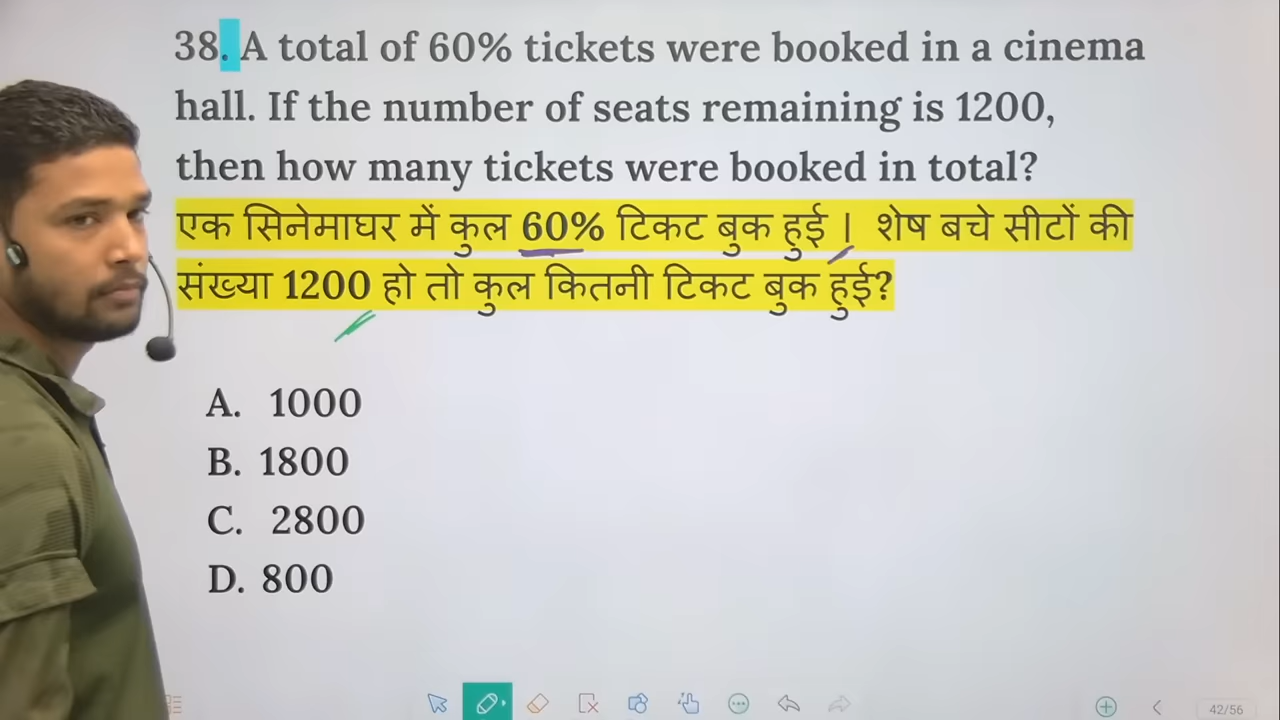 38. A total of 60% tickets were booked in a cinema
hall. If the number of seats remaining is 1200,
then how many tickets were booked in total?
एक सिनेमाघर में कुल 60% टिकट बुक हुई | शेष बचे सीटों की
संख्या 1200 हो तो कुल कितनी टिकट बुक हुई?
A. 1000
B. 1800
C. 2800
D. 800
42/56